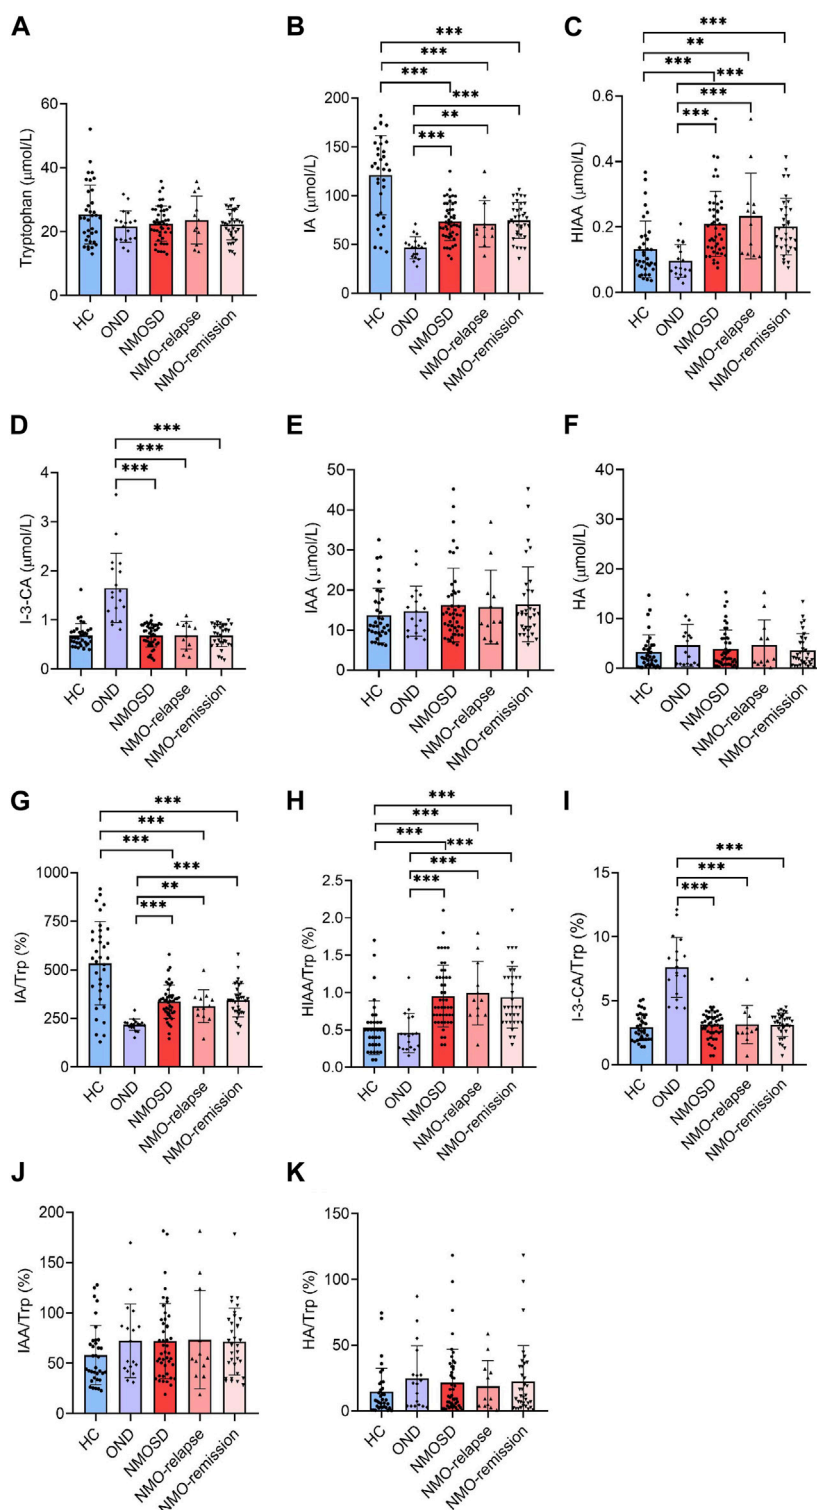 A
Tryptophan (μmol/L)
60
40
20
0
HC
OND
NMOSD
NMO-relapse
NMO-remission
B
***
***
***
***
**
***
IA (μmol/L)
200
150
100
50
0
HC
OND
NMOSD
NMO-relapse
NMO-remission
C
***
**
***
***
***
***
HIAA (μmol/L)
0.6
0.4
0.2
0.0
HC
OND
NMOSD
NMO-relapse
NMO-remission
D
***
***
***
I-3-CA (μmol/L)
4
3
2
1
0
HC
OND
NMOSD
NMO-relapse
NMO-remission
E
IAA (μmol/L)
50
40
30
20
10
0
HC
OND
NMOSD
NMO-relapse
NMO-remission
F
HA (μmol/L)
40
30
20
10
0
HC
OND
NMOSD
NMO-relapse
NMO-remission
G
***
***
***
***
**
***
IA/Trp (%)
1000
750
500
250
0
HC
OND
NMOSD
NMO-relapse
NMO-remission
H
***
***
***
***
***
***
HIAA/Trp (%)
2.5
2.0
1.5
1.0
0.5
0.0
HC
OND
NMOSD
NMO-relapse
NMO-remission
I
***
***
***
I-3-CA/Trp (%)
15
10
5
0
HC
OND
NMOSD
NMO-relapse
NMO-remission
J
IAA/Trp (%)
200
150
100
50
0
HC
OND
NMOSD
NMO-relapse
NMO-remission
K
HA/Trp (%)
150
100
50
0
HC
OND
NMOSD
NMO-relapse
NMO-remission